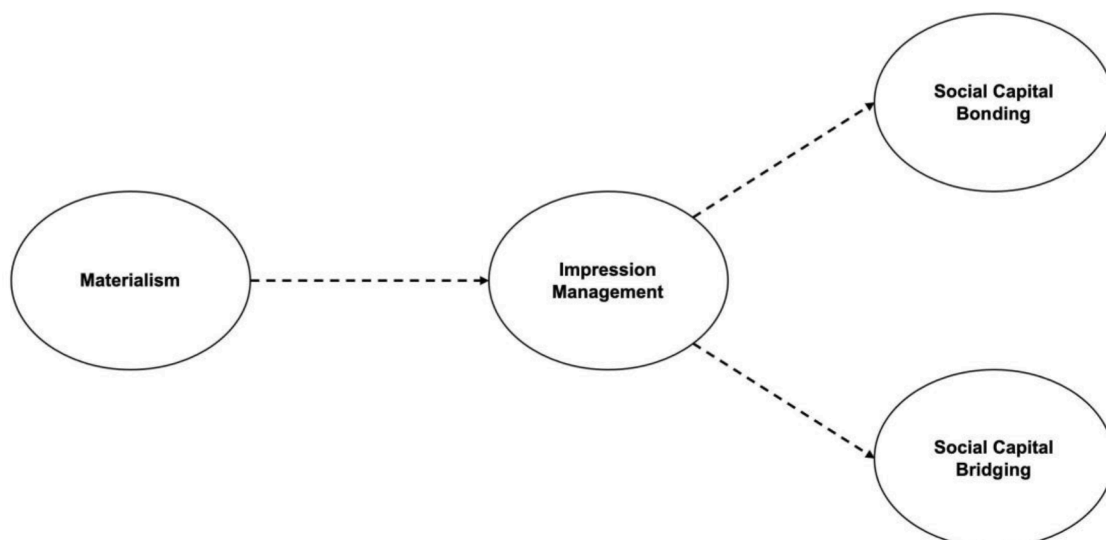 Social Capital
Bonding
Materialism
Impression
Management
Social Capital
Bridging